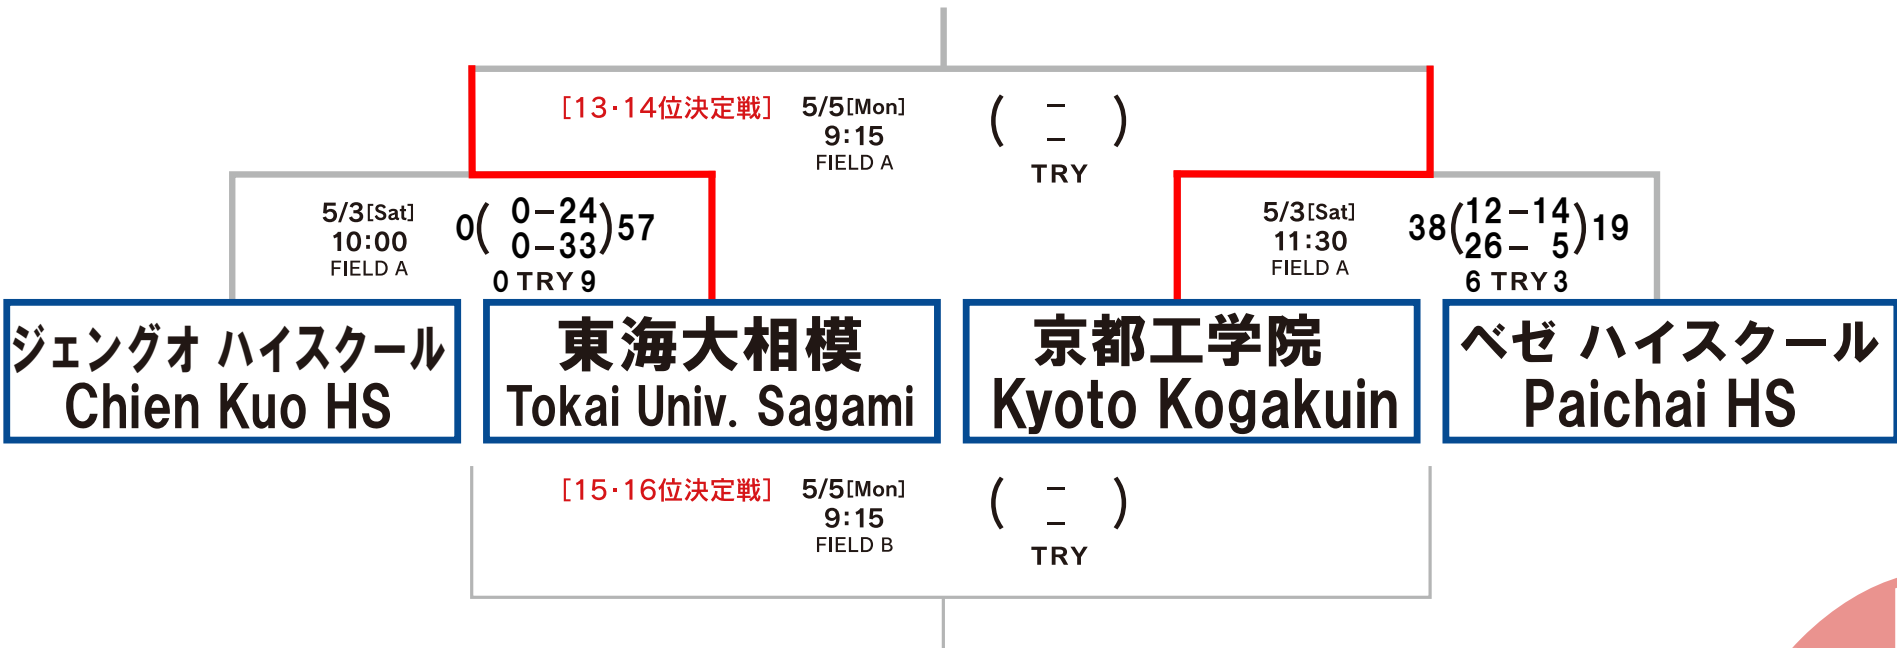 [13・14位決定戦] 5/5[Mon]
9:15
FIELD A
( –
– )
TRY
5/3[Sat]
10:00
FIELD A
0( 0–24
0–33 )57
0 TRY 9
5/3[Sat]
11:30
FIELD A
38( 12–14
26– 5 )19
6 TRY 3
ジェングオ ハイスクール
Chien Kuo HS
東海大相模
Tokai Univ. Sagami
京都工学院
Kyoto Kogakuin
ベゼ ハイスクール
Paichai HS
[15・16位決定戦] 5/5[Mon]
9:15
FIELD B
( –
– )
TRY